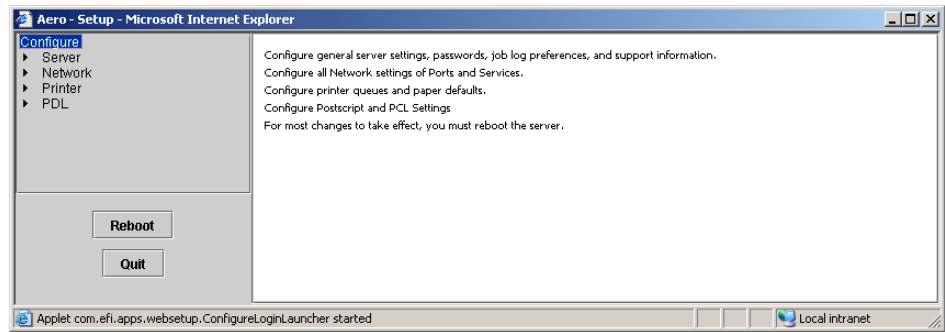 Aero - Setup - Microsoft Internet Explorer
Configure
Server
Network
Printer
PDL
Configure general server settings, passwords, job log preferences, and support information.
Configure all Network settings of Ports and Services.
Configure printer queues and paper defaults.
Configure Postscript and PCL Settings
For most changes to take effect, you must reboot the server.
Reboot
Quit
Applet com.efi.apps.websetup.ConfigureLoginLauncher started
Local intranet